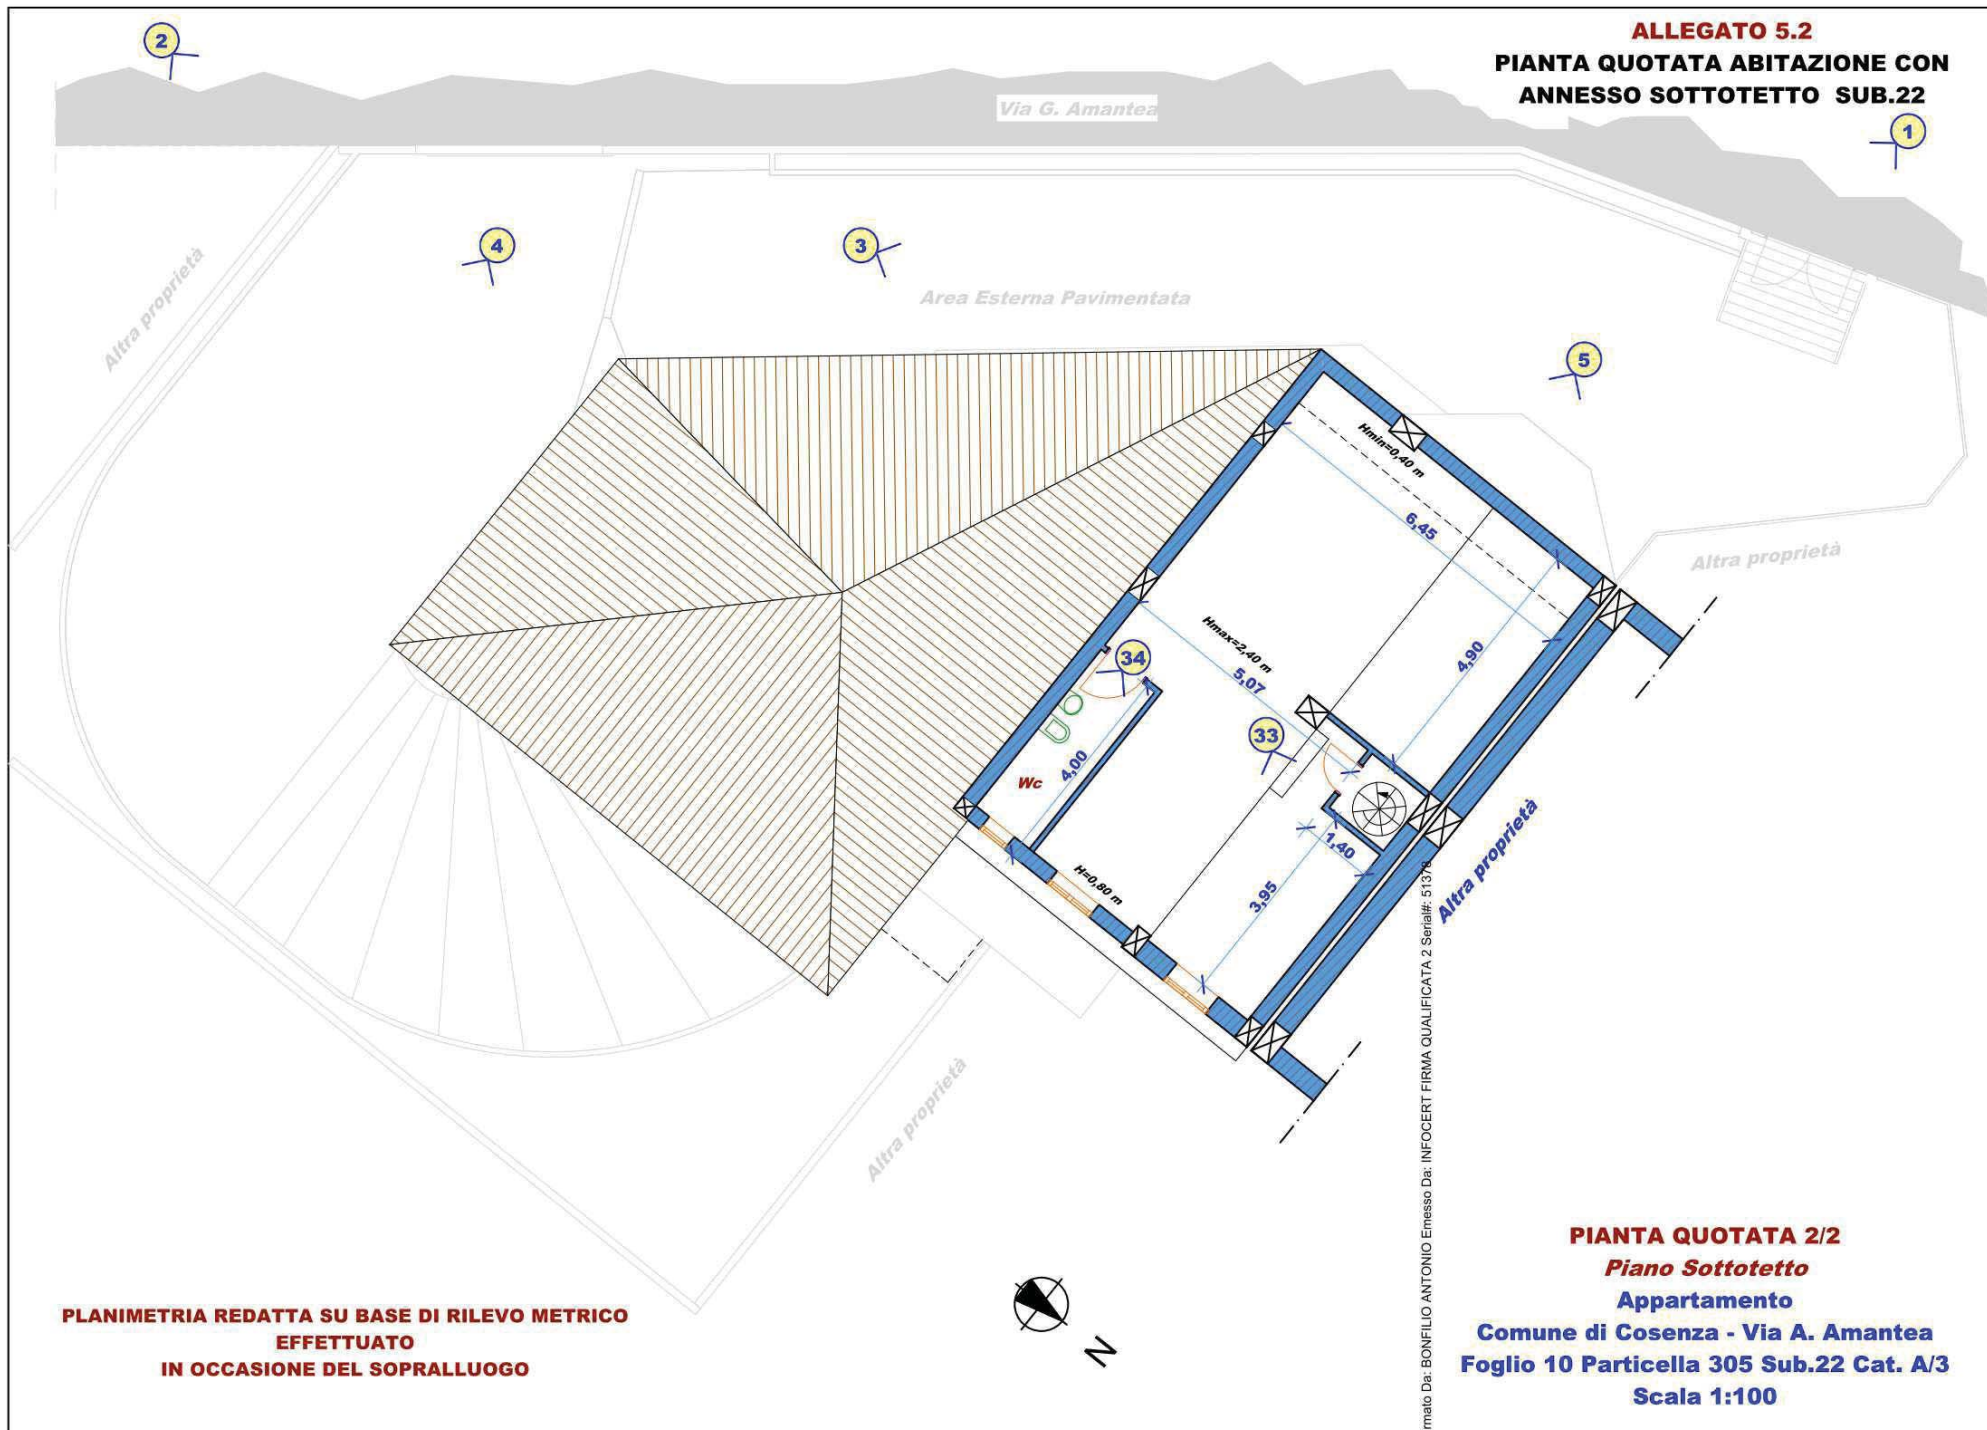 ALLEGATO 5.2
PIANTA QUOTATA ABITAZIONE CON
ANNESSO SOTTOTETTO SUB.22
2
Via G. Amantea
1
4
3
Altra proprietà
Area Esterna Pavimentata
5
Hmin=0,40 m
6,45
Altra proprietà
Hmax=2,40 m
4,90
34
5,07
33
4,00
Wc
1,40
H=0,80 m
3,95
Altra proprietà
Altra proprietà
rmato Da: BONFILIO ANTONIO Emesso Da: INFOCERT FIRMA QUALIFICATA 2 Serial#: 51378
N
PLANIMETRIA REDATTA SU BASE DI RILEVO METRICO
EFFETTUATO
IN OCCASIONE DEL SOPRALLUOGO
PIANTA QUOTATA 2/2
Piano Sottotetto
Appartamento
Comune di Cosenza - Via A. Amantea
Foglio 10 Particella 305 Sub.22 Cat. A/3
Scala 1:100